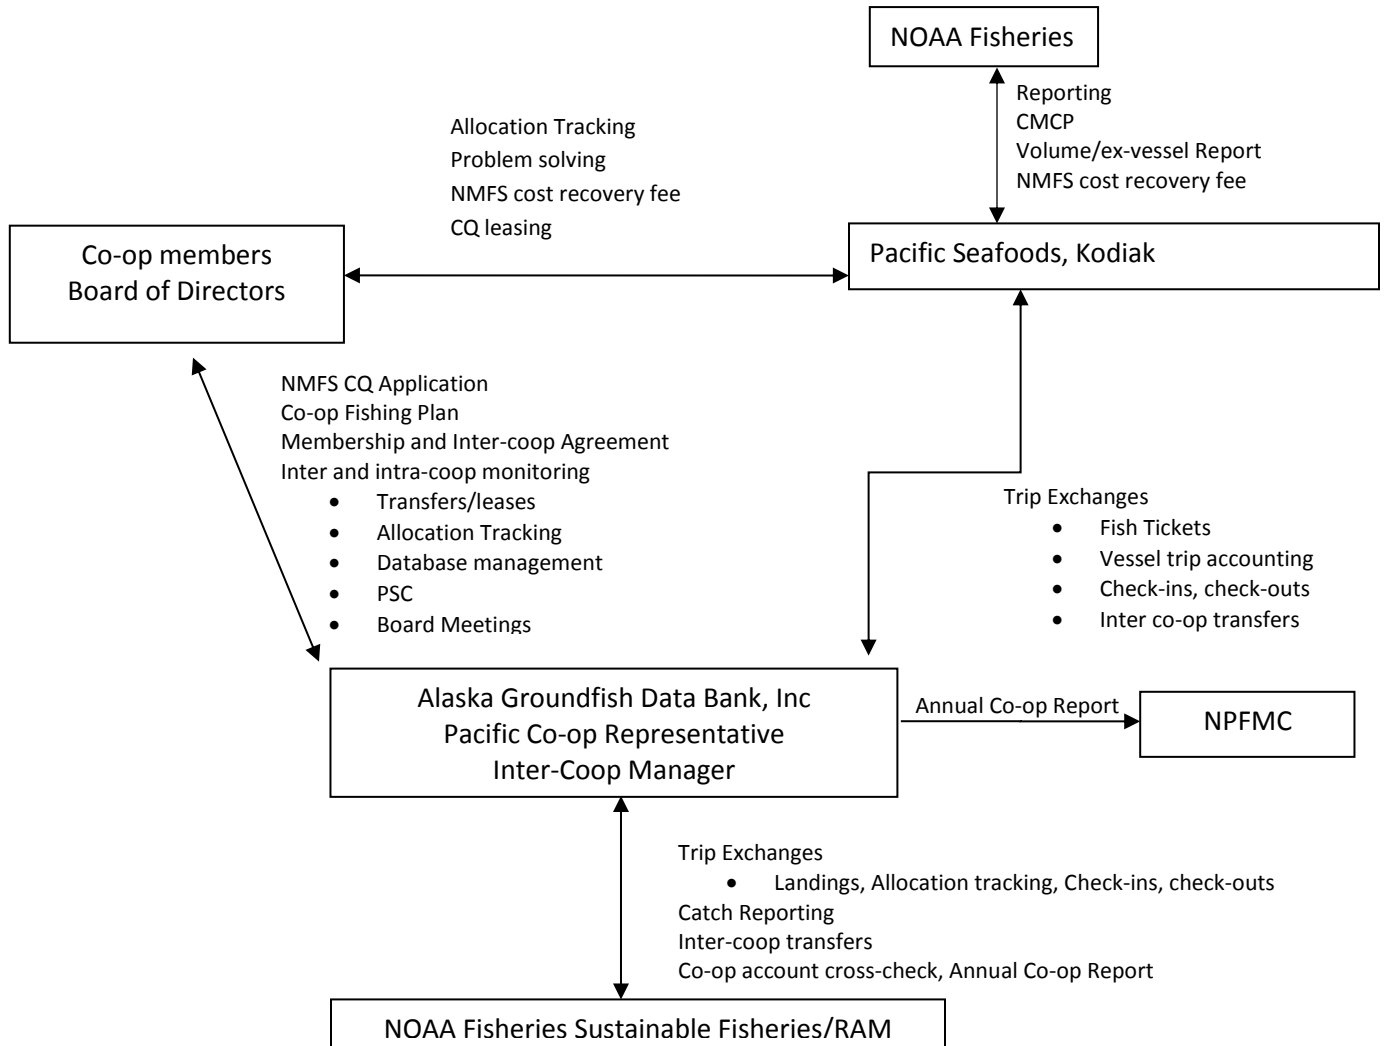 NOAA Fisheries
Reporting
CMCP
Volume/ex-vessel Report
NMFS cost recovery fee
Allocation Tracking
Problem solving
NMFS cost recovery fee
CQ leasing
Co-op members
Board of Directors
Pacific Seafoods, Kodiak
NMFS CQ Application
Co-op Fishing Plan
Membership and Inter-coop Agreement
Inter and intra-coop monitoring
• Transfers/leases
• Allocation Tracking
• Database management
• PSC
• Board Meetings
Trip Exchanges
• Fish Tickets
• Vessel trip accounting
• Check-ins, check-outs
• Inter co-op transfers
Alaska Groundfish Data Bank, Inc
Pacific Co-op Representative
Inter-Coop Manager
Annual Co-op Report
NPFMC
Trip Exchanges
• Landings, Allocation tracking, Check-ins, check-outs
Catch Reporting
Inter-coop transfers
Co-op account cross-check, Annual Co-op Report
NOAA Fisheries Sustainable Fisheries/RAM